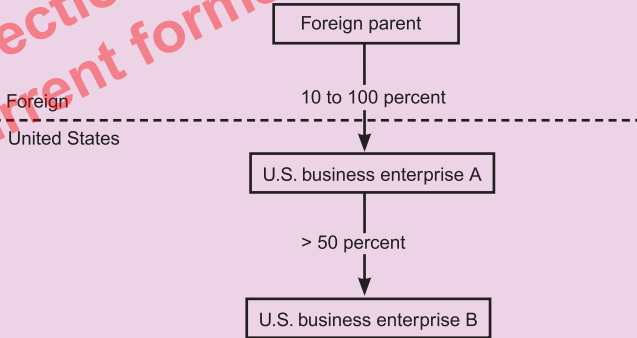 Foreign parent
10 to 100 percent
Foreign
United States
U.S. business enterprise A
> 50 percent
U.S. business enterprise B